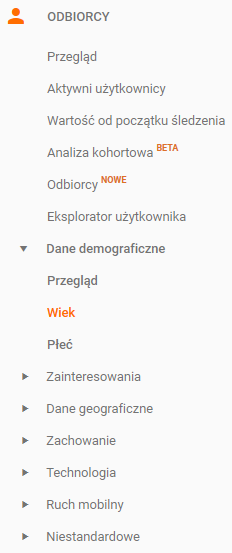 ODBIORCY
Przegląd
Aktywni użytkownicy
Wartość od początku śledzenia
Analiza kohortowa BETA
Odbiorcy NOWE
Eksplorator użytkownika
Dane demograficzne
Przegląd
Wiek
Płeć
Zainteresowania
Dane geograficzne
Zachowanie
Technologia
Ruch mobilny
Niestandardowe